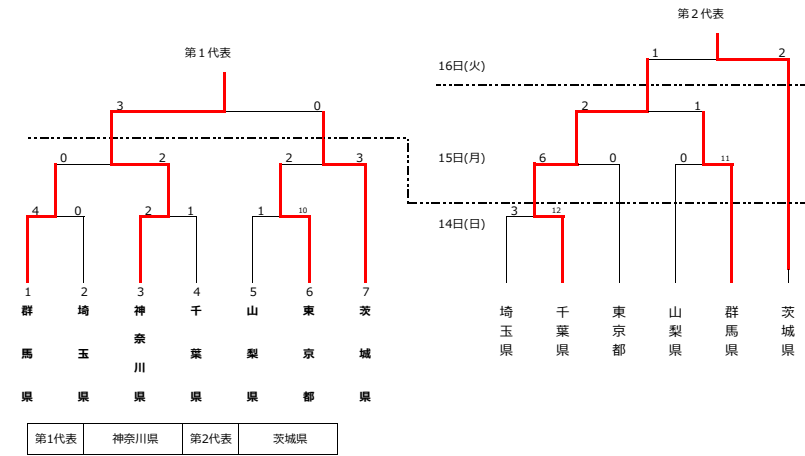 第2代表
第1代表
1 2
16日(火)
3 0
2 1
0 2 2 3
15日(月)
6 0 0 11
4 0 2 1 1 10
3 12
14日(日)
1 2 3 4 5 6 7
群馬県 埼玉県 神奈川県 千葉県 山梨県 東京都 茨城県
埼玉県 千葉県 東京都 山梨県 群馬県 茨城県
第1代表 神奈川県 第2代表 茨城県